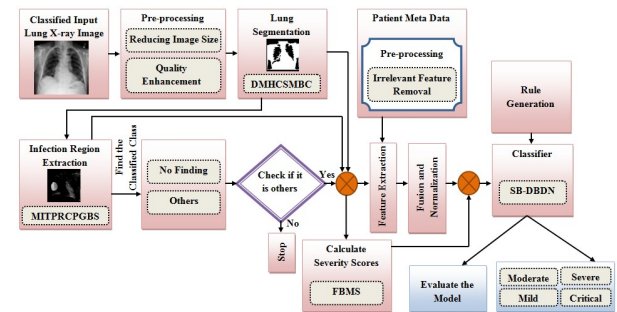 Classified Input
Lung X-ray Image
Pre-processing
Reducing Image Size
Quality
Enhancement
Lung
Segmentation
DMHCSMBC
Patient Meta Data
Pre-processing
Irrelevant Feature
Removal
Rule
Generation
Infection Region
Extraction
MITPRCPGBS
Find the
Classified Class
No Finding
Others
Check if it
is others
Yes
No
Stop
Feature Extraction
Fusion and
Normalization
Classifier
SB-DBDN
Calculate
Severity Scores
FBMS
Evaluate the
Model
Moderate
Severe
Mild
Critical